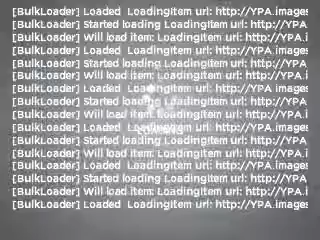 [BulkLoader] Loaded LoadingItem url: http://YPA.images
[BulkLoader] Started loading LoadingItem url: http://YPA
[BulkLoader] Will load item: LoadingItem url: http://YPA.i
[BulkLoader] Loaded LoadingItem url: http://YPA.images
[BulkLoader] Started loading LoadingItem url: http://YPA
[BulkLoader] Will load item: LoadingItem url: http://YPA.i
[BulkLoader] Loaded LoadingItem url: http://YPA.images
[BulkLoader] Started loading LoadingItem url: http://YPA
[BulkLoader] Will load item: LoadingItem url: http://YPA.i
[BulkLoader] Loaded LoadingItem url: http://YPA.images
[BulkLoader] Started loading LoadingItem url: http://YPA
[BulkLoader] Will load item: LoadingItem url: http://YPA.i
[BulkLoader] Loaded LoadingItem url: http://YPA.images
[BulkLoader] Started loading LoadingItem url: http://YPA
[BulkLoader] Will load item: LoadingItem url: http://YPA.i
[BulkLoader] Loaded LoadingItem url: http://YPA.images